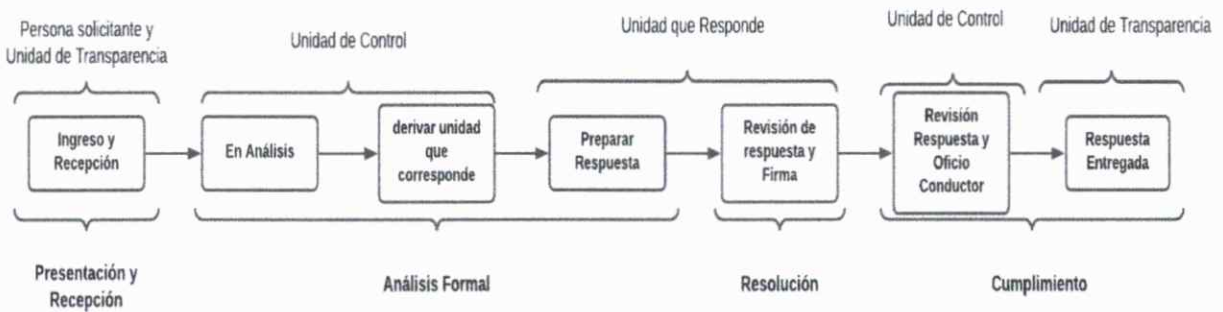 Persona solicitante y
Unidad de Transparencia
Unidad de Control
Unidad que Responde
Unidad de Control
Unidad de Transparencia
Ingreso y
Recepción
En Análisis
derivar unidad
que
corresponde
Preparar
Respuesta
Revisión de
respuesta y
Firma
Revisión
Respuesta y
Oficio
Conductor
Respuesta
Entregada
Presentación y
Recepción
Análisis Formal
Resolución
Cumplimiento